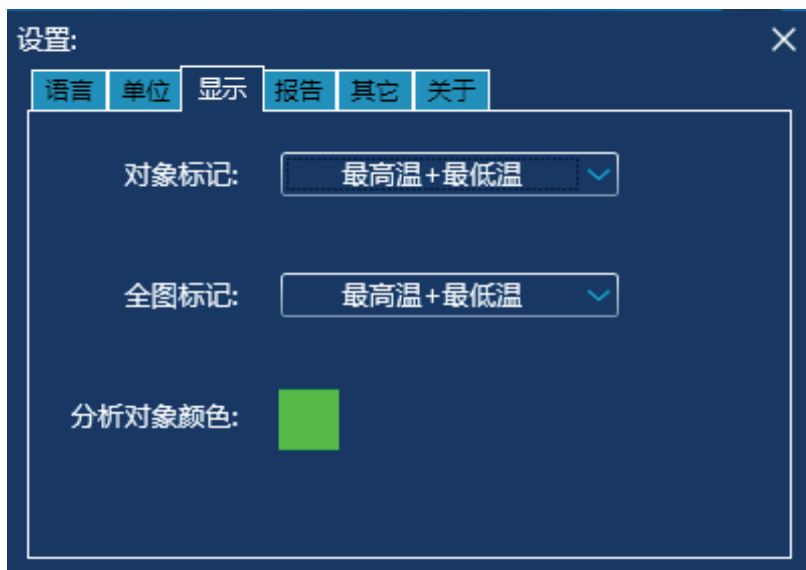 设置:
语言 单位 显示 报告 其它 关于
对象标记: 最高温+最低温
全图标记: 最高温+最低温
分析对象颜色: